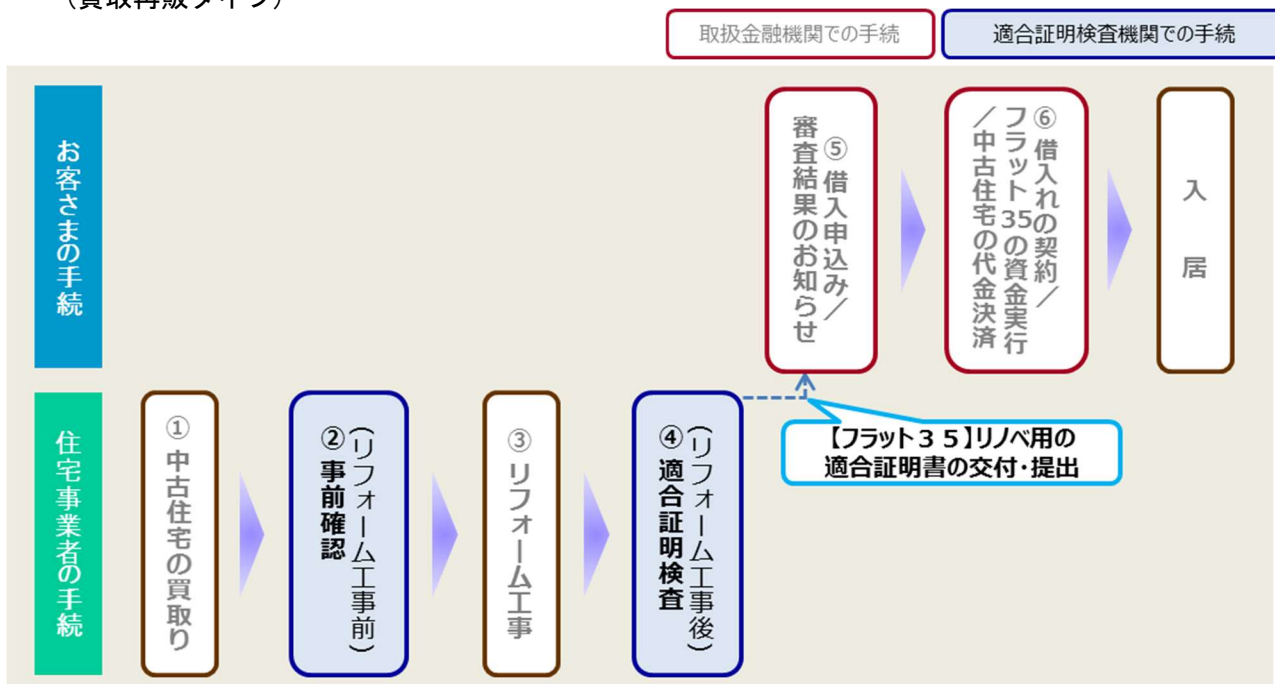 （買取再販タイプ）
取扱金融機関での手続
適合証明検査機関での手続
お客さまの手続
⑤借入申込み／
審査結果のお知らせ
⑥借入れの契約／
フラット35の資金実行
／中古住宅の代金決済
入居
住宅事業者の手続
①中古住宅の買取り
（リフォーム工事前）
②事前確認
③リフォーム工事
（リフォーム工事後）
④適合証明検査
【フラット３５】リノベ用の
適合証明書の交付・提出